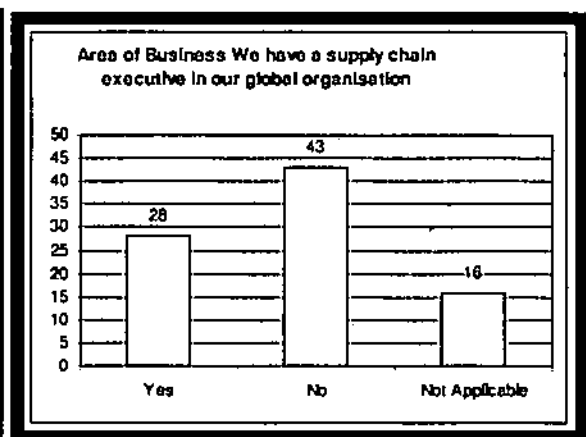 Area of Business We have a supply chain
executive in our global organisation
50
45
40
35
30
25
20
15
10
5
0
28
43
16
Yes
No
Not Applicable